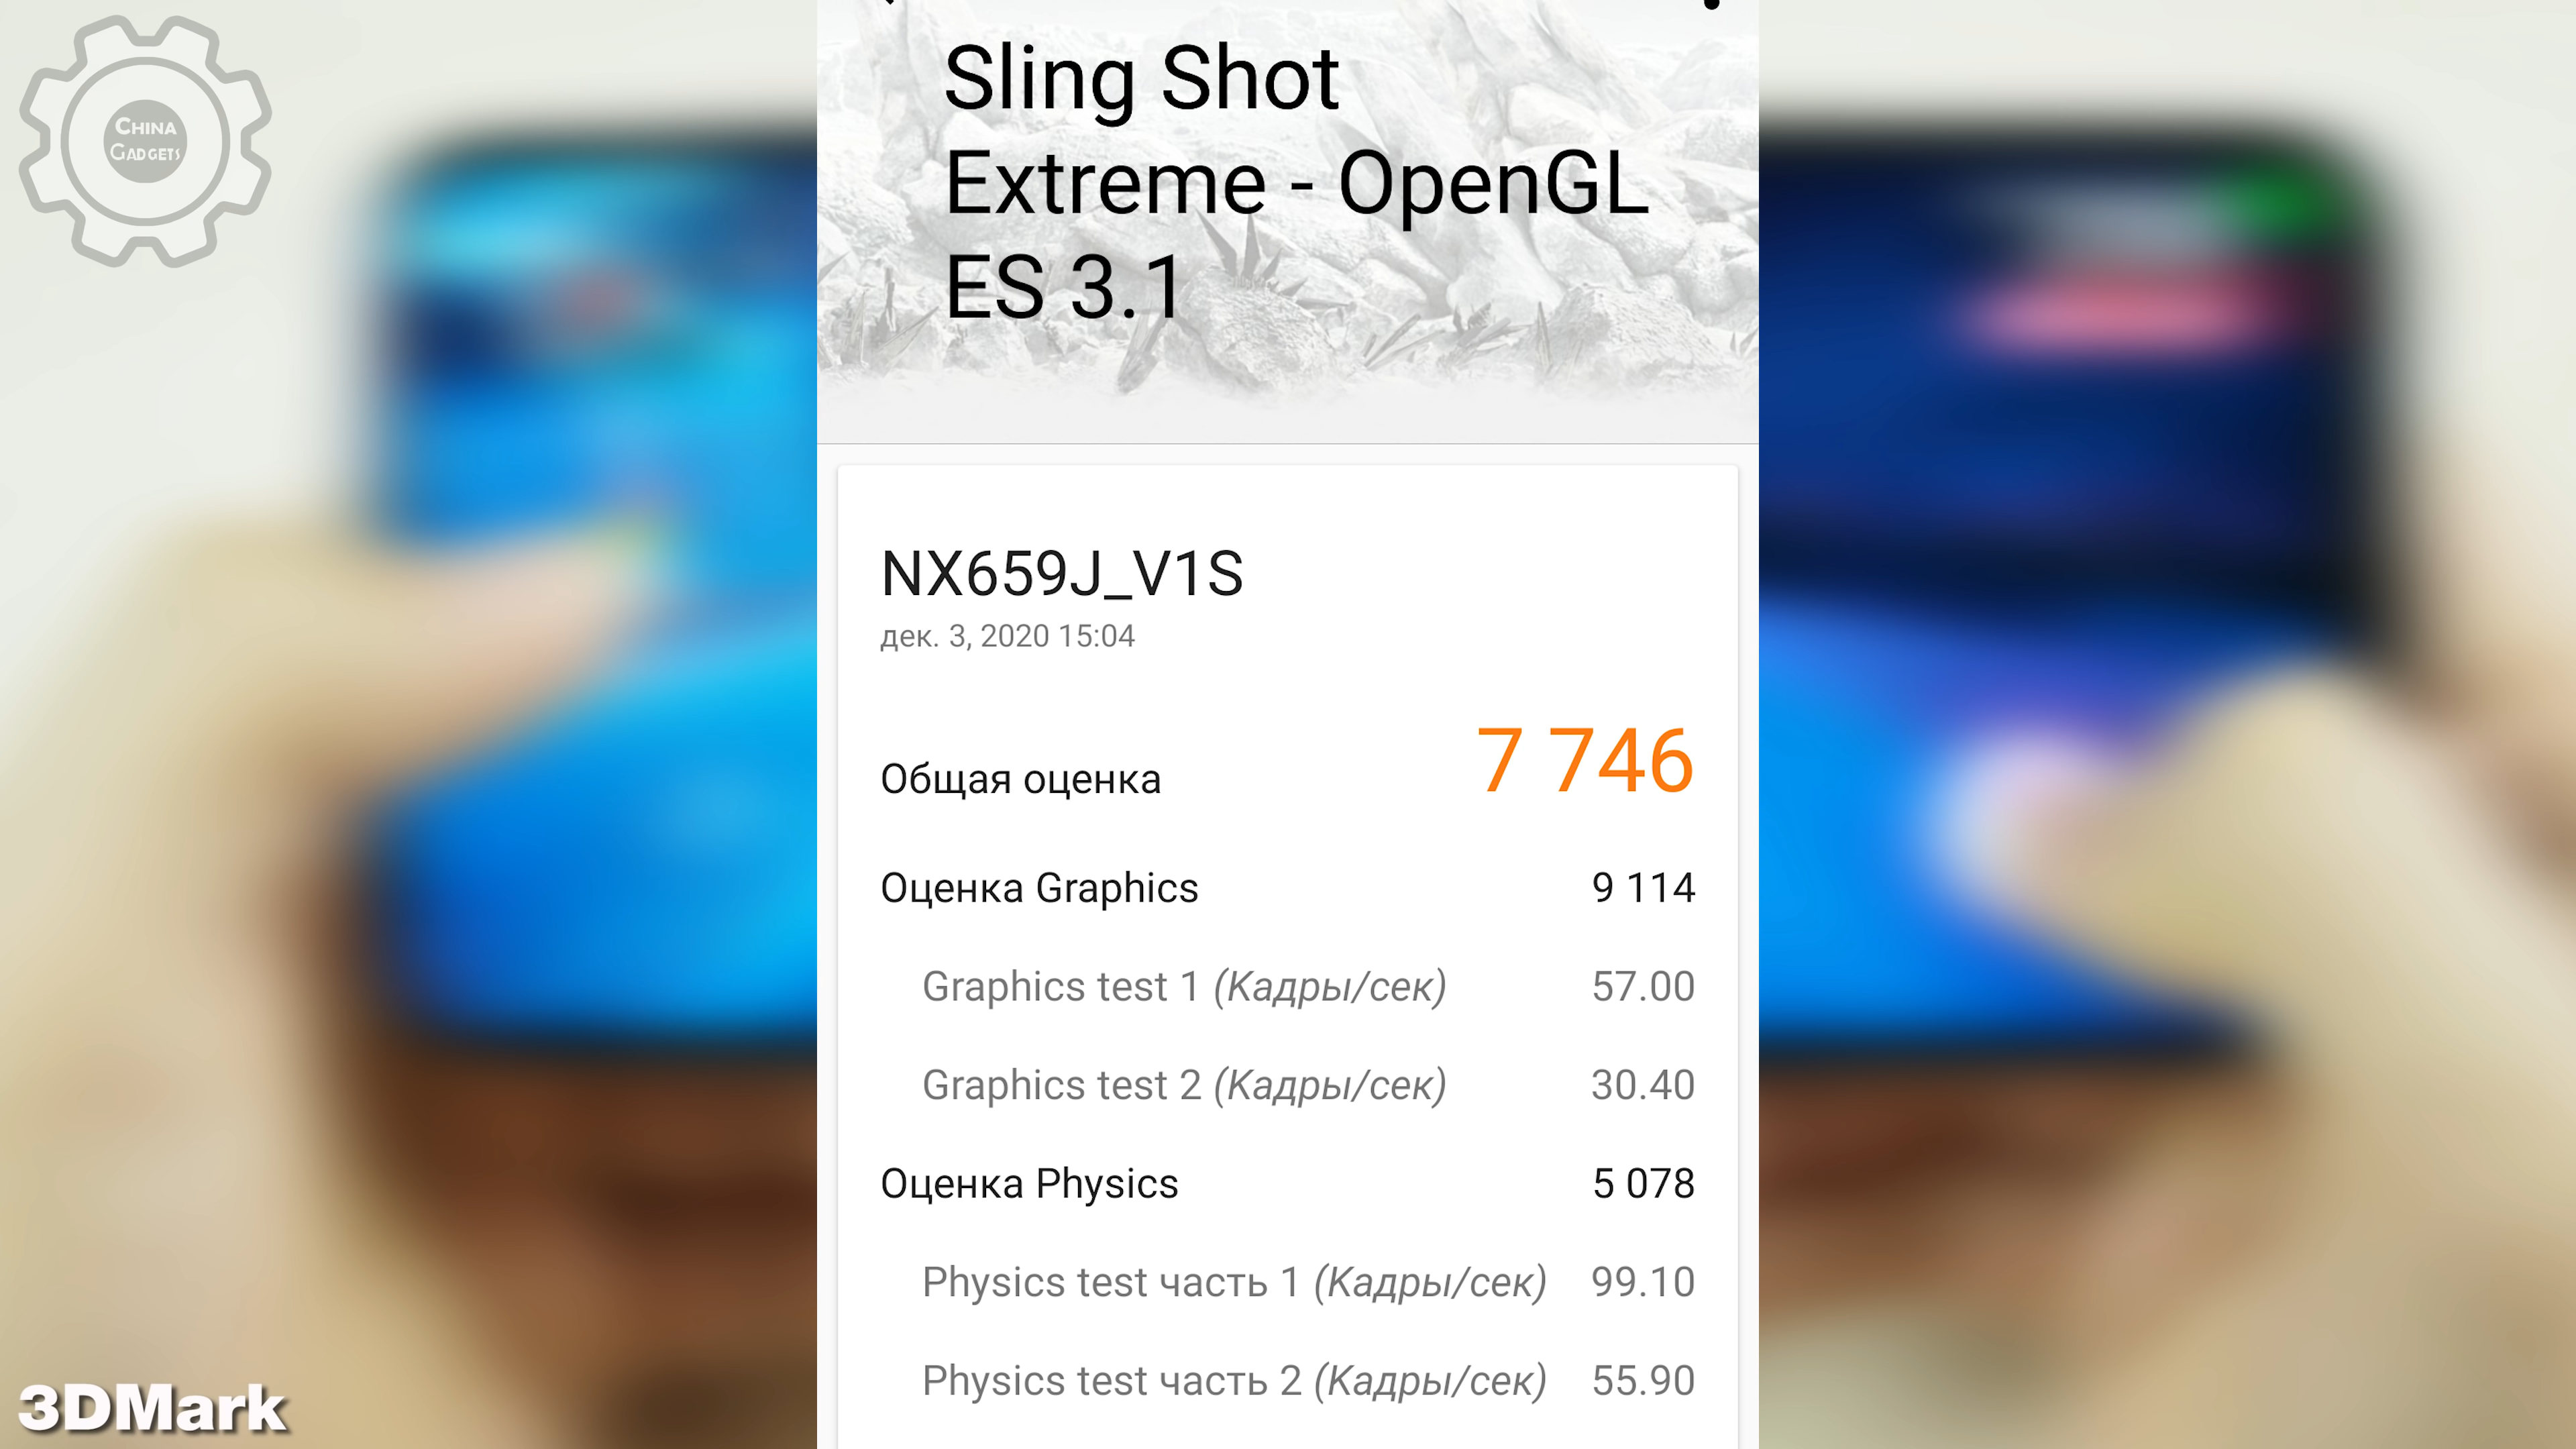 CHINA
GADGETS
Sling Shot
Extreme - OpenGL
ES 3.1
NX659J_V1S
дек. 3, 2020 15:04
Общая оценка 7 746
Оценка Graphics 9 114
Graphics test 1 (Кадры/сек) 57.00
Graphics test 2 (Кадры/сек) 30.40
Оценка Physics 5 078
Physics test часть 1 (Кадры/сек) 99.10
Physics test часть 2 (Кадры/сек) 55.90
3DMark